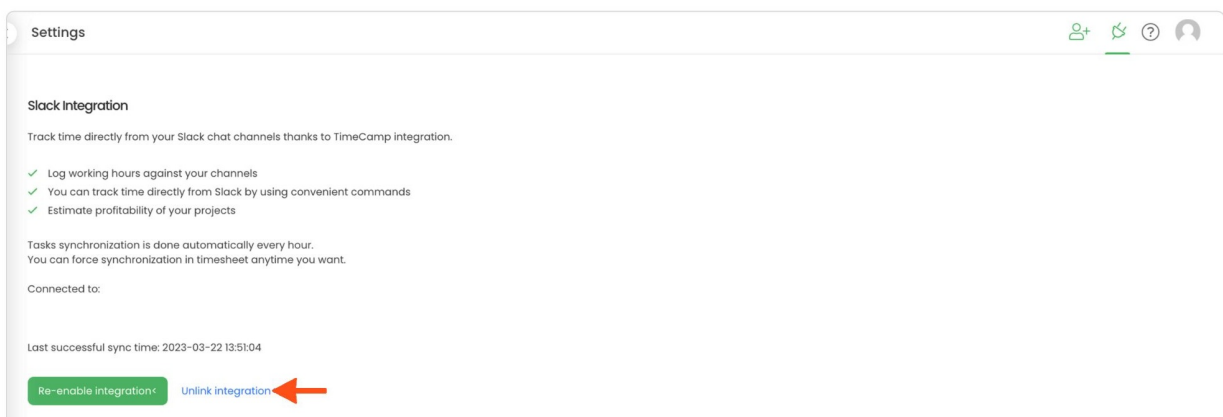 Settings
Slack Integration
Track time directly from your Slack chat channels thanks to TimeCamp integration.
Log working hours against your channels
You can track time directly from Slack by using convenient commands
Estimate profitability of your projects
Tasks synchronization is done automatically every hour.
You can force synchronization in timesheet anytime you want.
Connected to:
Last successful sync time: 2023-03-22 13:51:04
Re-enable integration< Unlink integration